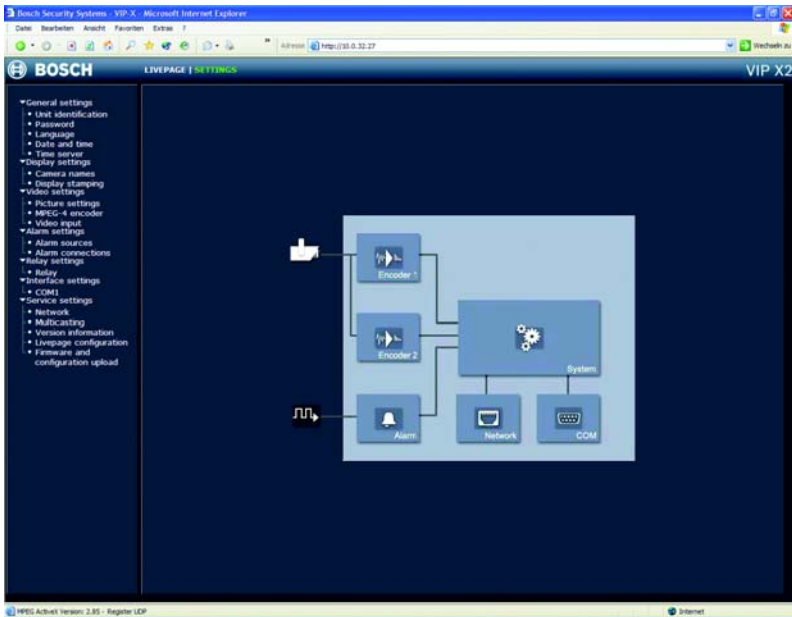 Bosch Security Systems - VIP-X - Microsoft Internet Explorer
Datei Bearbeiten Ansicht Favoriten Extras ?
Adresse http://10.0.32.27 Wechseln zu
BOSCH LIVEPAGE | SETTINGS VIP X2
General settings
Unit identification
Password
Language
Date and time
Time server
Display settings
Camera names
Display stamping
Video settings
Picture settings
MPEG-4 encoder
Video input
Alarm settings
Alarm sources
Alarm connections
Relay settings
Relay
Interface settings
COM1
Service settings
Network
Multicasting
Version information
Livepage configuration
Firmware and
configuration upload
Encoder 1
Encoder 2
System
Alarm
Network
COM
MPEG ActiveX Version: 2.85 - Register UDP Internet